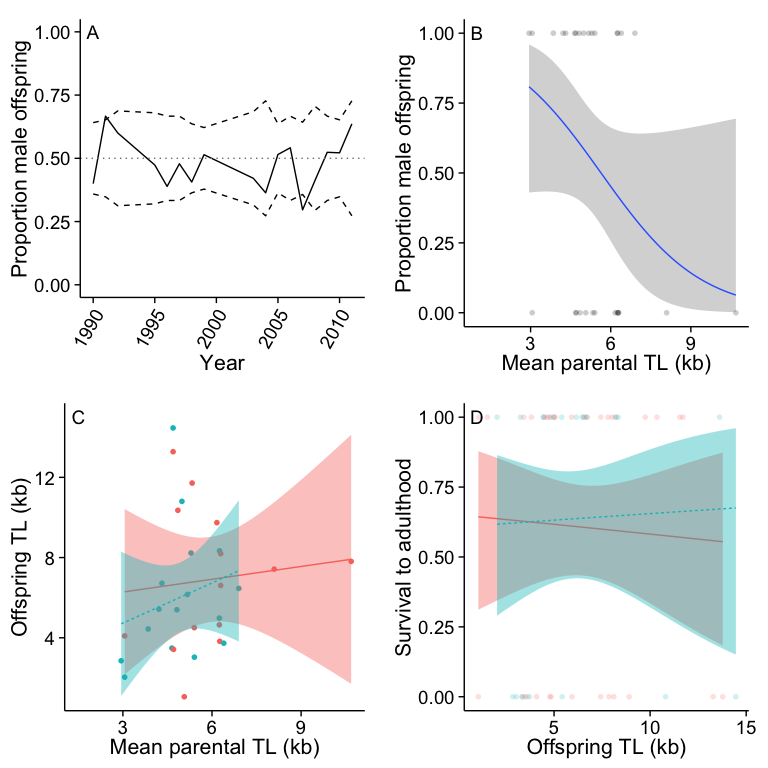 A
1.00
0.75
0.50
0.25
0.00
Proportion male offspring
1990
1995
2000
2005
2010
Year
B
1.00
0.75
0.50
0.25
0.00
Proportion male offspring
3
6
9
Mean parental TL (kb)
C
12
8
4
Offspring TL (kb)
3
6
9
Mean parental TL (kb)
D
1.00
0.75
0.50
0.25
0.00
Survival to adulthood
5
10
15
Offspring TL (kb)